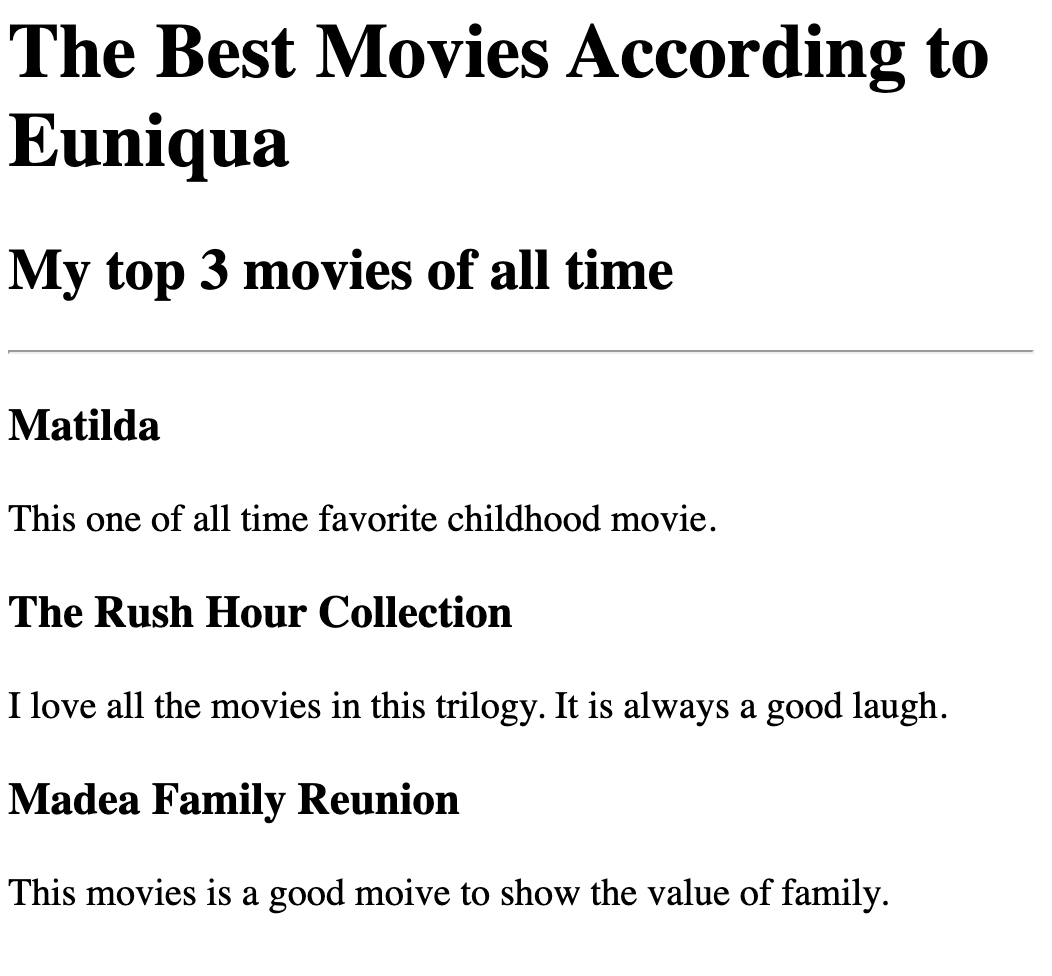 The Best Movies According to
Euniqua
My top 3 movies of all time
Matilda
This one of all time favorite childhood movie.
The Rush Hour Collection
I love all the movies in this trilogy. It is always a good laugh.
Madea Family Reunion
This movies is a good moive to show the value of family.